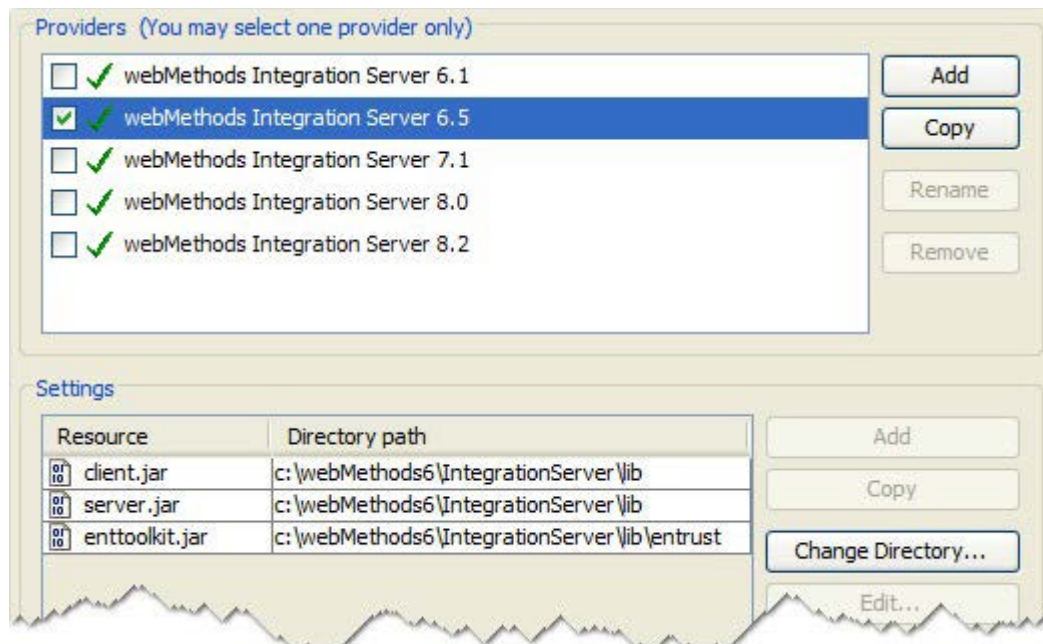 Providers (You may select one provider only)
webMethods Integration Server 6.1
webMethods Integration Server 6.5
webMethods Integration Server 7.1
webMethods Integration Server 8.0
webMethods Integration Server 8.2
Add
Copy
Rename
Remove
Settings
Resource Directory path
client.jar c:\webMethods6\IntegrationServer\lib
server.jar c:\webMethods6\IntegrationServer\lib
enttoolkit.jar c:\webMethods6\IntegrationServer\lib\entrust
Add
Copy
Change Directory...
Edit...